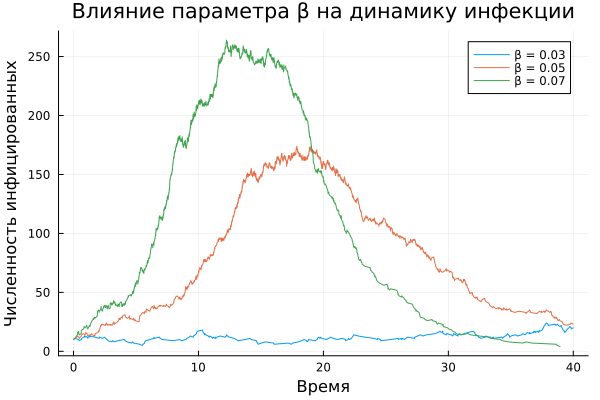 Влияние параметра β на динамику инфекции
Численность инфицированных
250
200
150
100
50
0
β = 0.03
β = 0.05
β = 0.07
0 10 20 30 40
Время